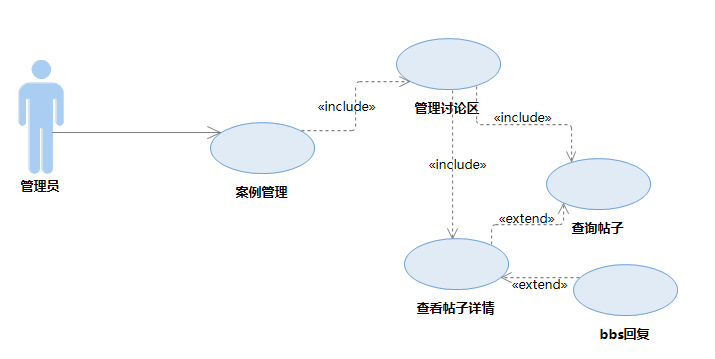 管理讨论区
«include»
«include»
«include»
管理员
案例管理
查询帖子
«extend»
查看帖子详情
«extend»
bbs回复